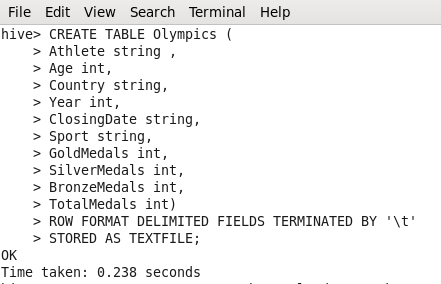 File Edit View Search Terminal Help
hive> CREATE TABLE Olympics (
    > Athlete string ,
    > Age int,
    > Country string,
    > Year int,
    > ClosingDate string,
    > Sport string,
    > GoldMedals int,
    > SilverMedals int,
    > BronzeMedals int,
    > TotalMedals int)
    > ROW FORMAT DELIMITED FIELDS TERMINATED BY '\t'
    > STORED AS TEXTFILE;
OK
Time taken: 0.238 seconds